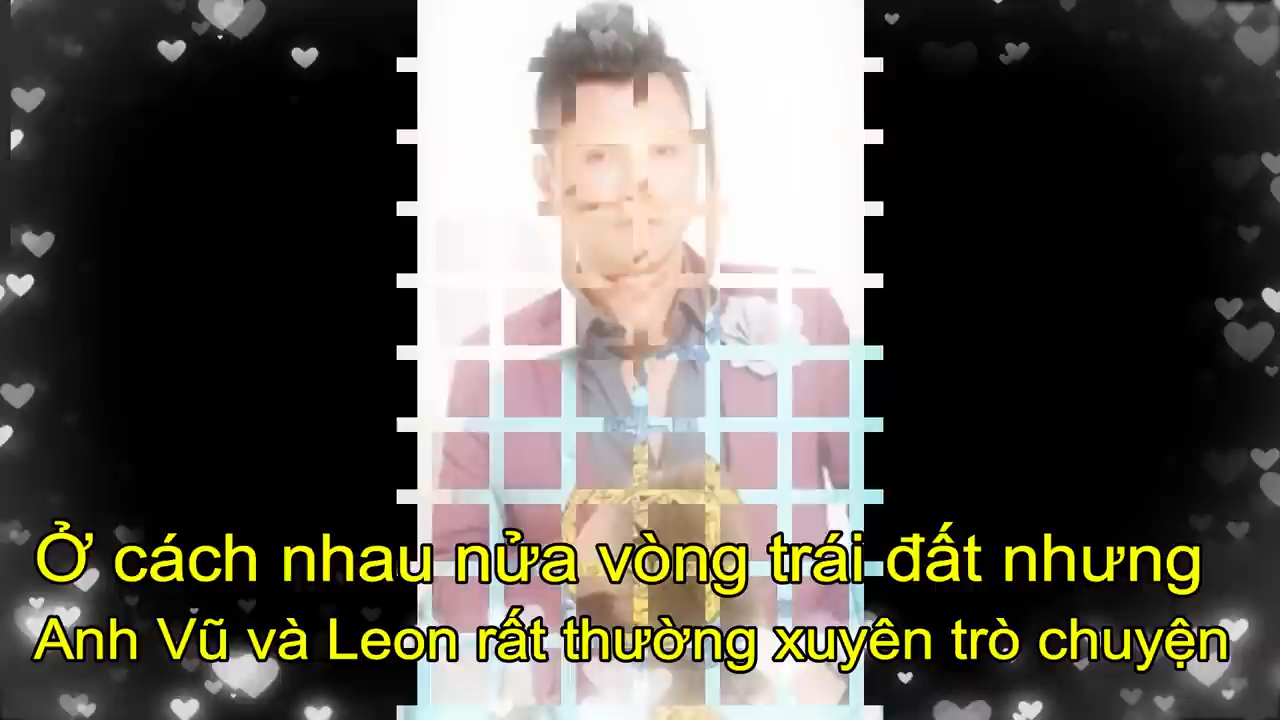 Ở cách nhau nửa vòng trái đất nhưng
Anh Vũ và Leon rất thường xuyên trò chuyện